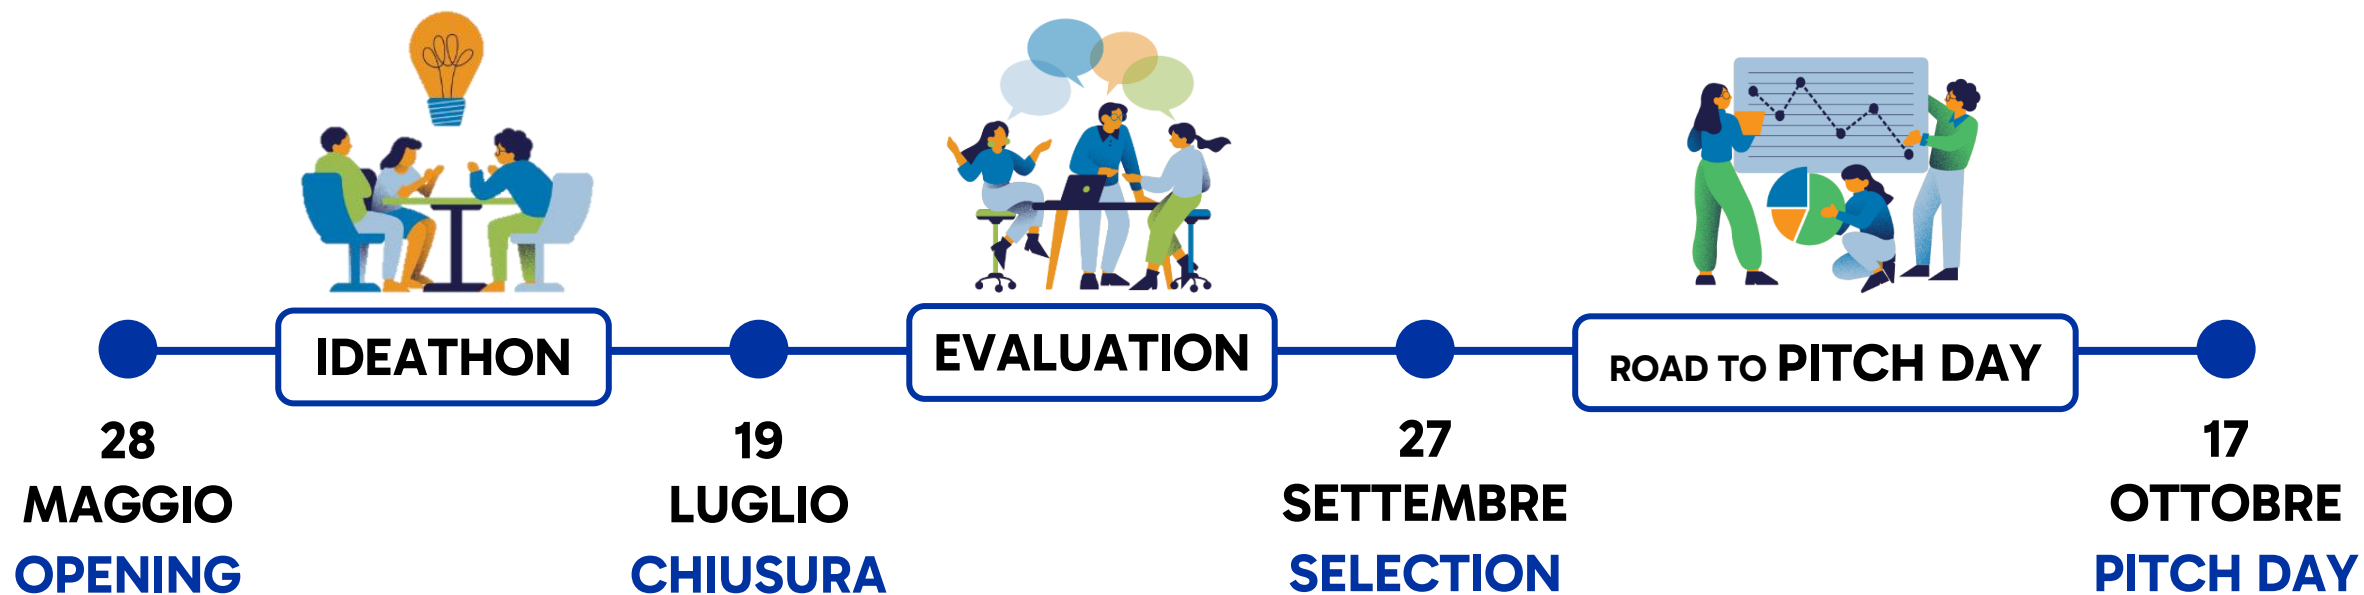 IDEATHON
EVALUATION
ROAD TO PITCH DAY
28
MAGGIO
OPENING
19
LUGLIO
CHIUSURA
27
SETTEMBRE
SELECTION
17
OTTOBRE
PITCH DAY